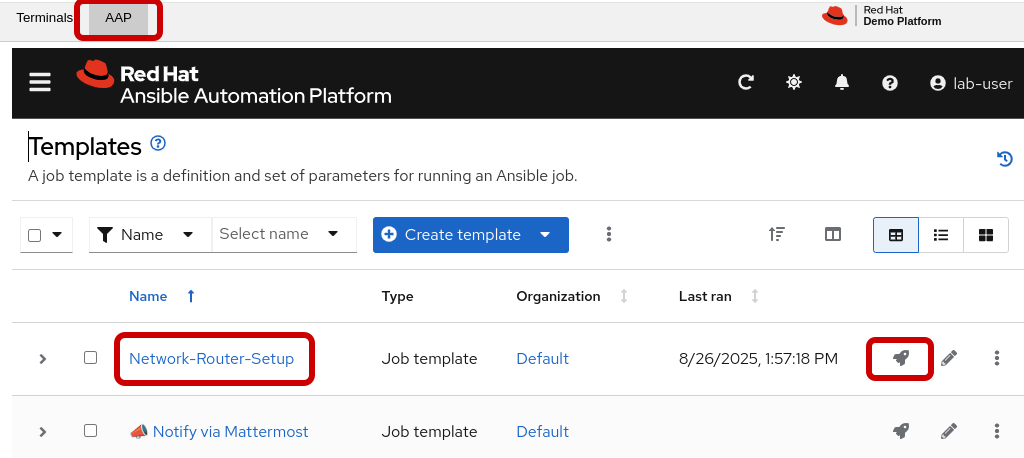 Terminals AAP Red Hat
Demo Platform
Red Hat
Ansible Automation Platform lab-user
Templates
A job template is a definition and set of parameters for running an Ansible job.
Name Select name Create template
Name Type Organization Last ran
Network-Router-Setup Job template Default 8/26/2025, 1:57:18 PM
Notify via Mattermost Job template Default